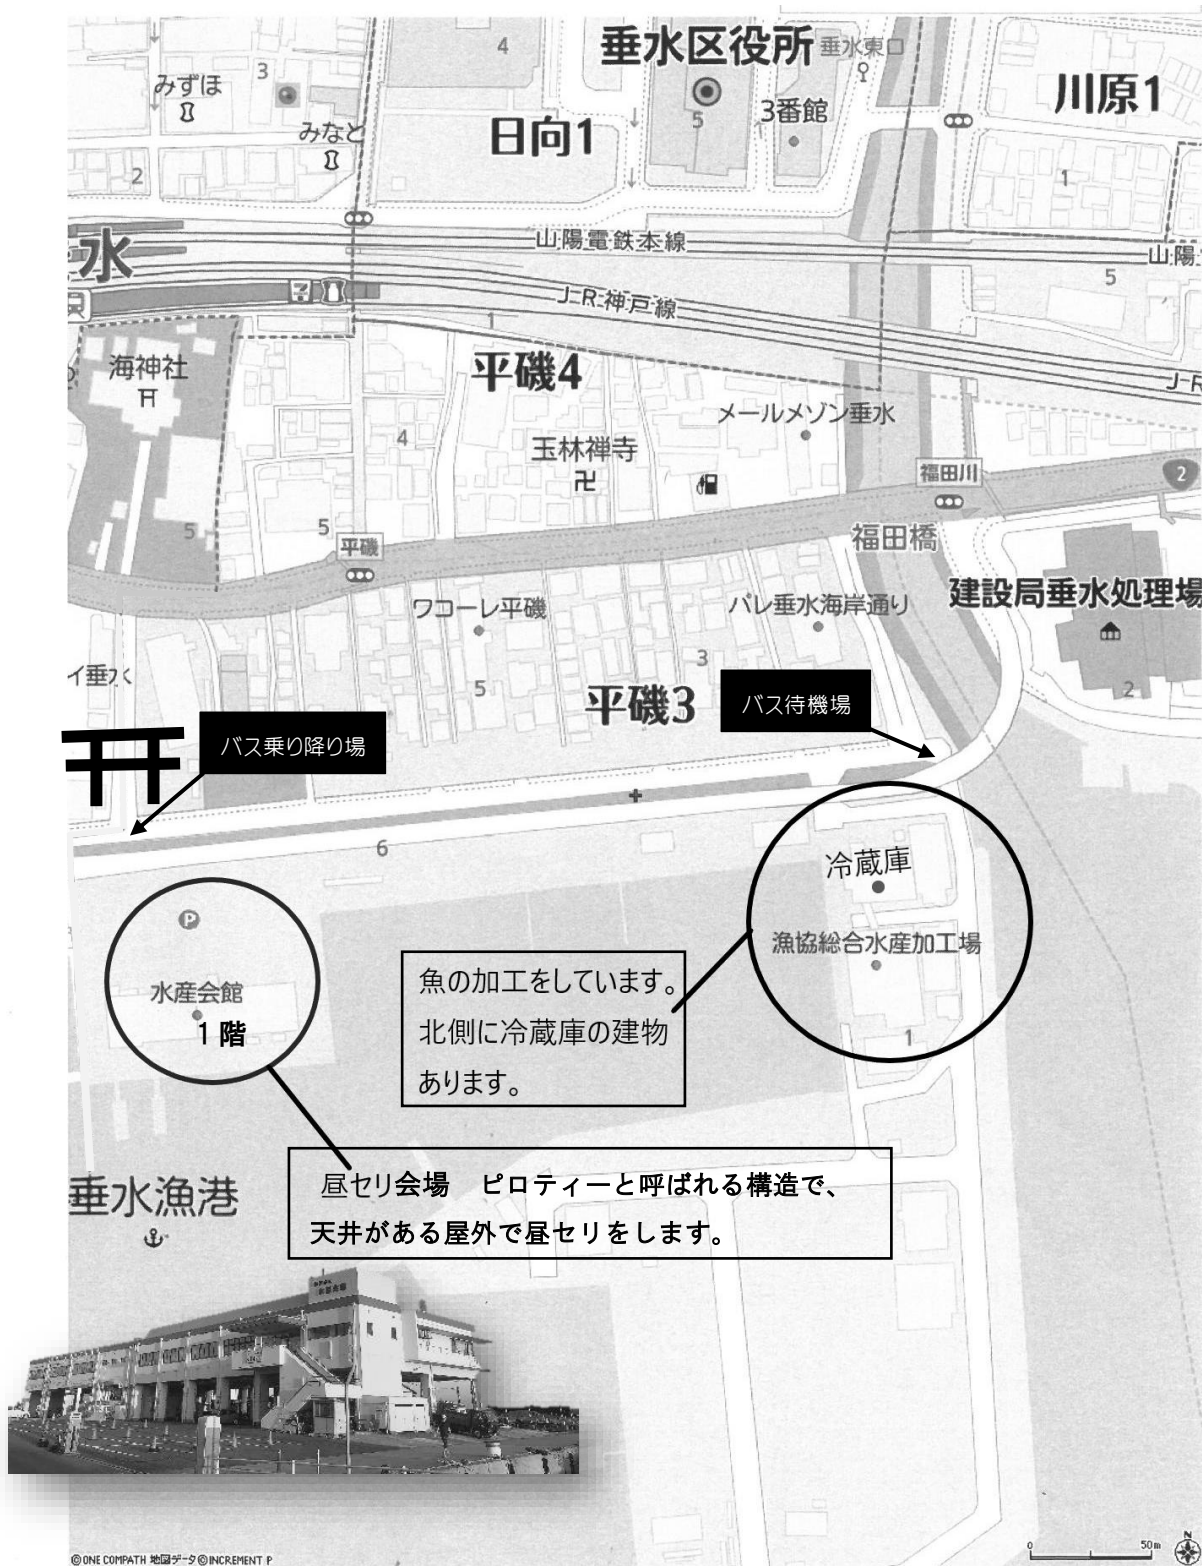 垂水区役所
垂水東
4
3
みずほ
みなと
2
日向1
5
3番館
川原1
1
水
山陽電鉄本線
山陽
5
JR神戸線
1
平磯4
海神社
J-R
4
メールメゾン垂水
玉林禅寺
福田川
2
5
5
平磯
福田橋
ワコーレ平磯
パレ垂水海岸通り
建設局垂水処理場
イ垂水
5
3
平磯3
2
バス待機場
バス乗り降り場
6
冷蔵庫
漁協総合水産加工場
P
水産会館
1階
魚の加工をしています。
北側に冷蔵庫の建物
あります。
1
昼セリ会場　ピロティーと呼ばれる構造で、
天井がある屋外で昼セリをします。
垂水漁港
0 50m
N
©ONE COMPATH 地図データ©INCREMENT P